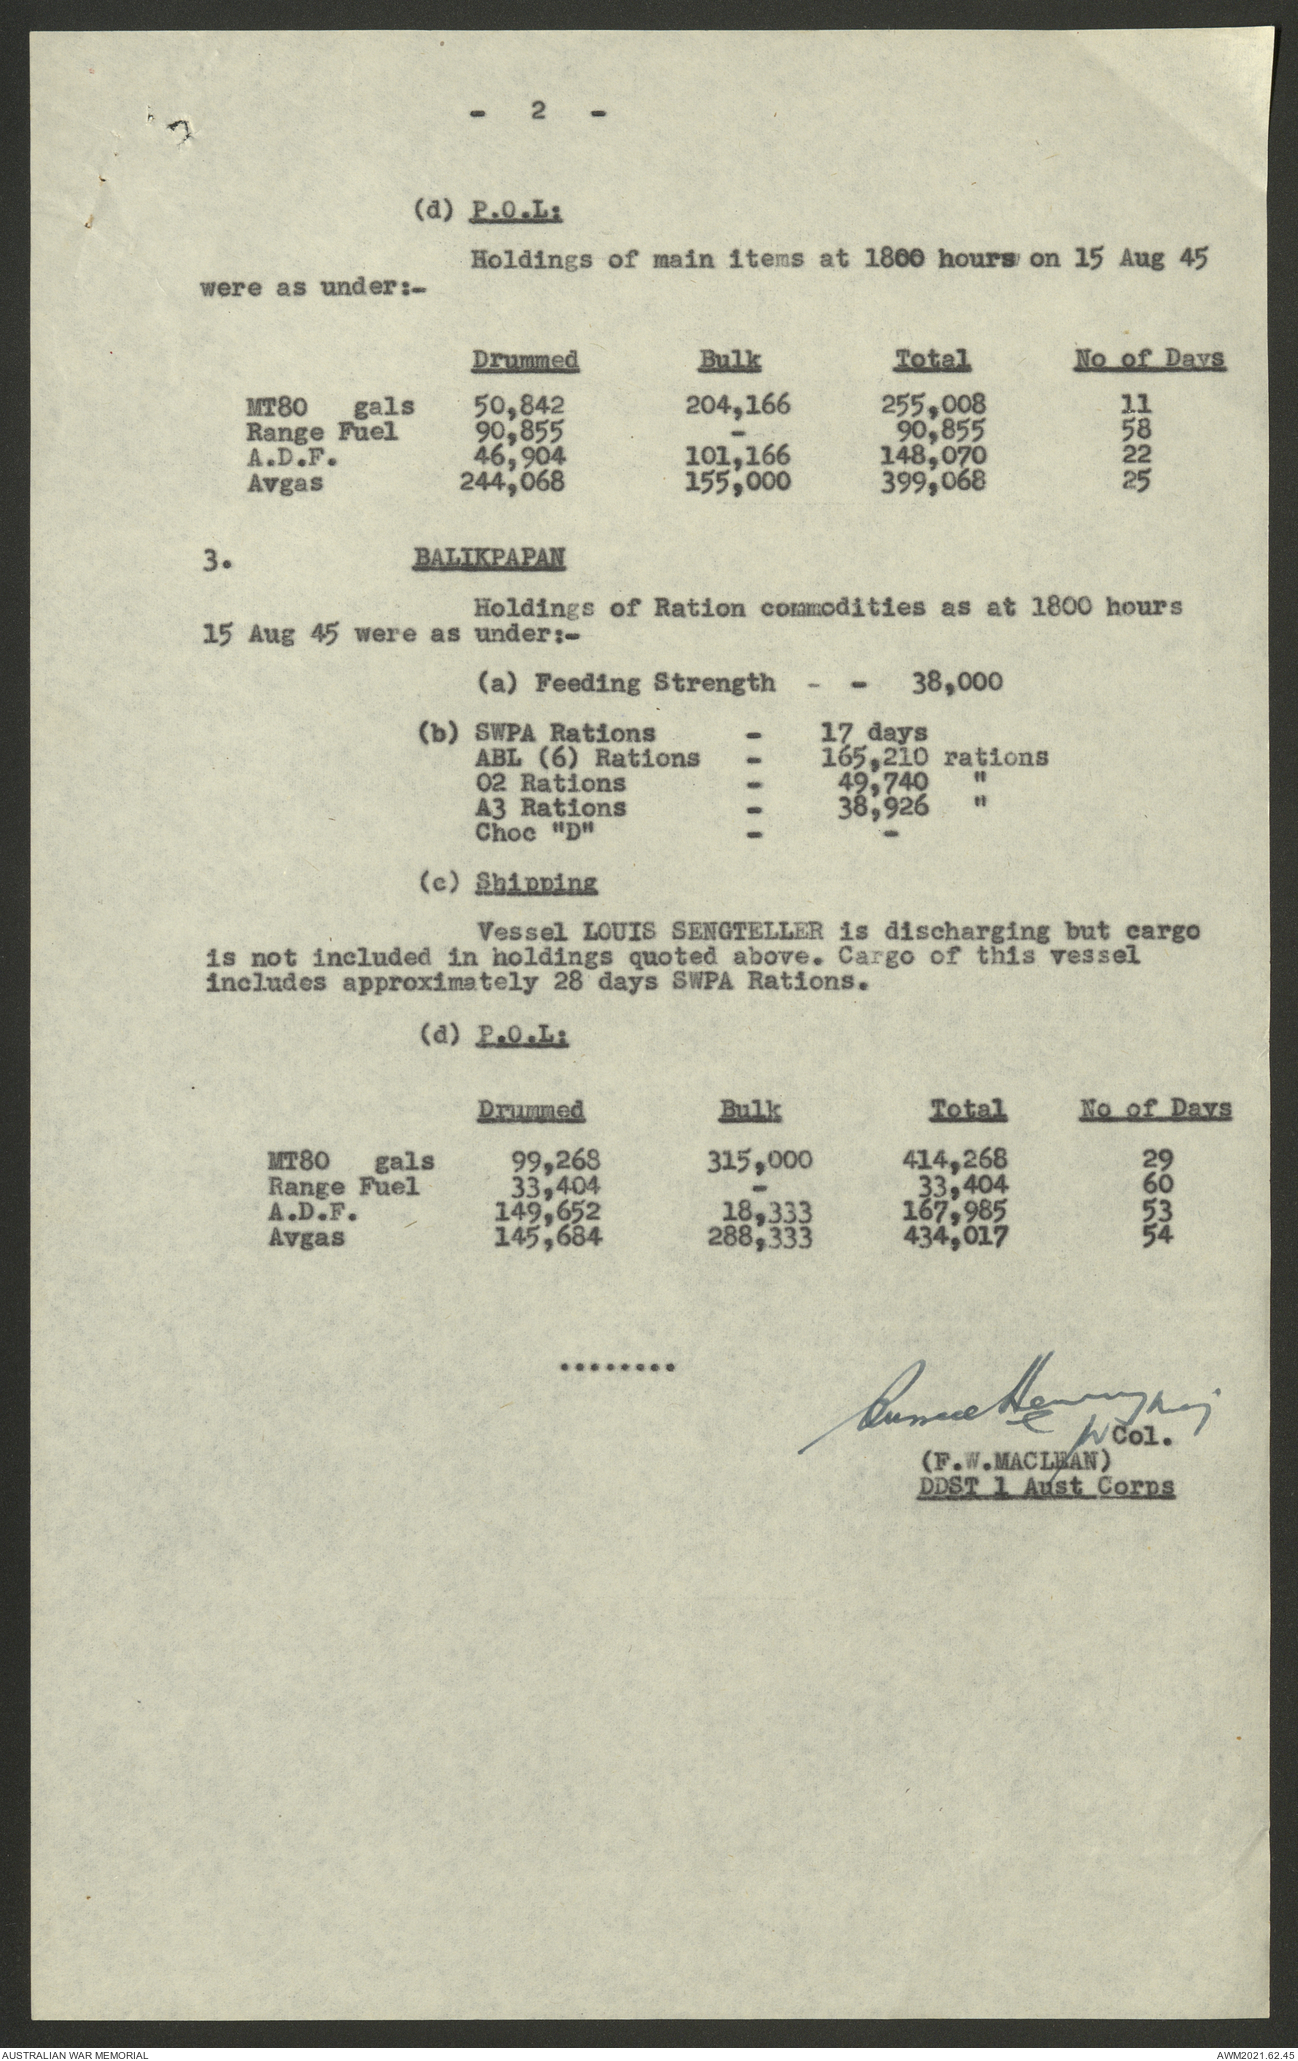 - 2 -
(d) P.O.L:
Holdings of main items at 1800 hours on 15 Aug 45
were as under:-
Drummed Bulk Total No of Days
MT80 gals 50,842 204,166 255,008 11
Range Fuel 90,855 - 90,855 58
A.D.F. 46,904 101,166 148,070 22
Avgas 244,068 155,000 399,068 25
3. BALIKPAPAN
Holdings of Ration commodities as at 1800 hours
15 Aug 45 were as under:-
(a) Feeding Strength - - 38,000
(b) SWPA Rations - 17 days
ABL (6) Rations - 165,210 rations
O2 Rations - 49,740 "
A3 Rations - 38,926 "
Choc "D" - -
(c) Shipping
Vessel LOUIS SENGTELLER is discharging but cargo
is not included in holdings quoted above. Cargo of this vessel
includes approximately 28 days SWPA Rations.
(d) P.O.L:
Drummed Bulk Total No of Days
MT80 gals 99,268 315,000 414,268 29
Range Fuel 33,404 - 33,404 60
A.D.F. 149,652 18,333 167,985 53
Avgas 145,684 288,333 434,017 54
........
Col.
(F.W.MACLEAN)
DDST 1 Aust Corps
AUSTRALIAN WAR MEMORIAL AWM2021.62.45